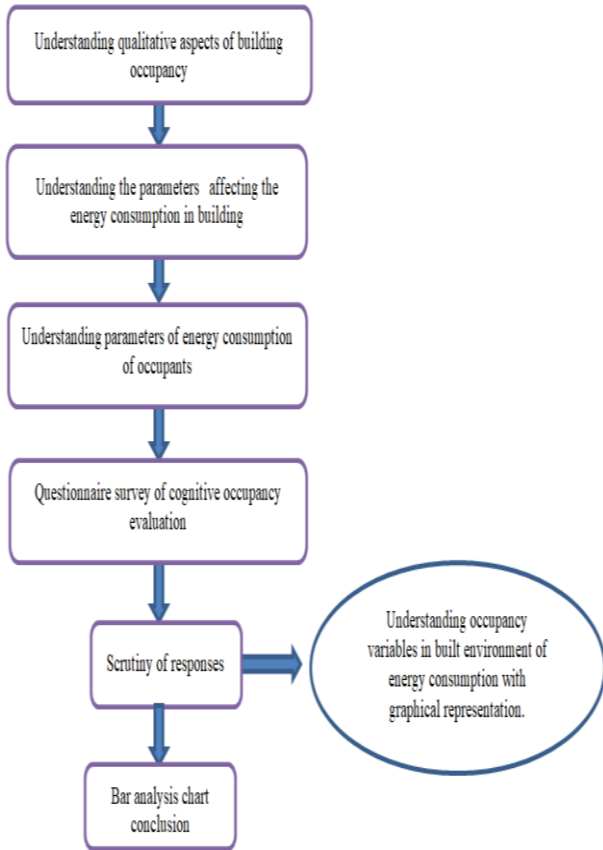 Understanding qualitative aspects of building
occupancy
Understanding the parameters affecting the
energy consumption in building
Understanding parameters of energy consumption
of occupants
Questionnaire survey of cognitive occupancy
evaluation
Scrutiny of responses
Understanding occupancy
variables in built environment of
energy consumption with
graphical representation.
Bar analysis chart
conclusion